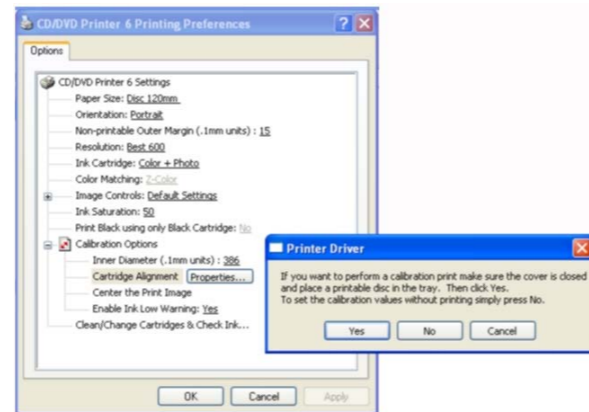 CD/DVD Printer 6 Printing Preferences
Options
CD/DVD Printer 6 Settings
Paper Size: Disc 120mm
Orientation: Portrait
Non-printable Outer Margin (.1mm units) : 15
Resolution: Best 600
Ink Cartridge: Color + Photo
Color Matching: Z-Color
Image Controls: Default Settings
Ink Saturation: 50
Print Black using only Black Cartridge: No
Calibration Options
Inner Diameter (.1mm units) : 386
Cartridge Alignment Properties...
Center the Print Image
Enable Ink Low Warning: Yes
Clean/Change Cartridges & Check Ink...
OK Cancel Apply
Printer Driver
If you want to perform a calibration print make sure the cover is closed
and place a printable disc in the tray. Then click Yes.
To set the calibration values without printing simply press No.
Yes No Cancel